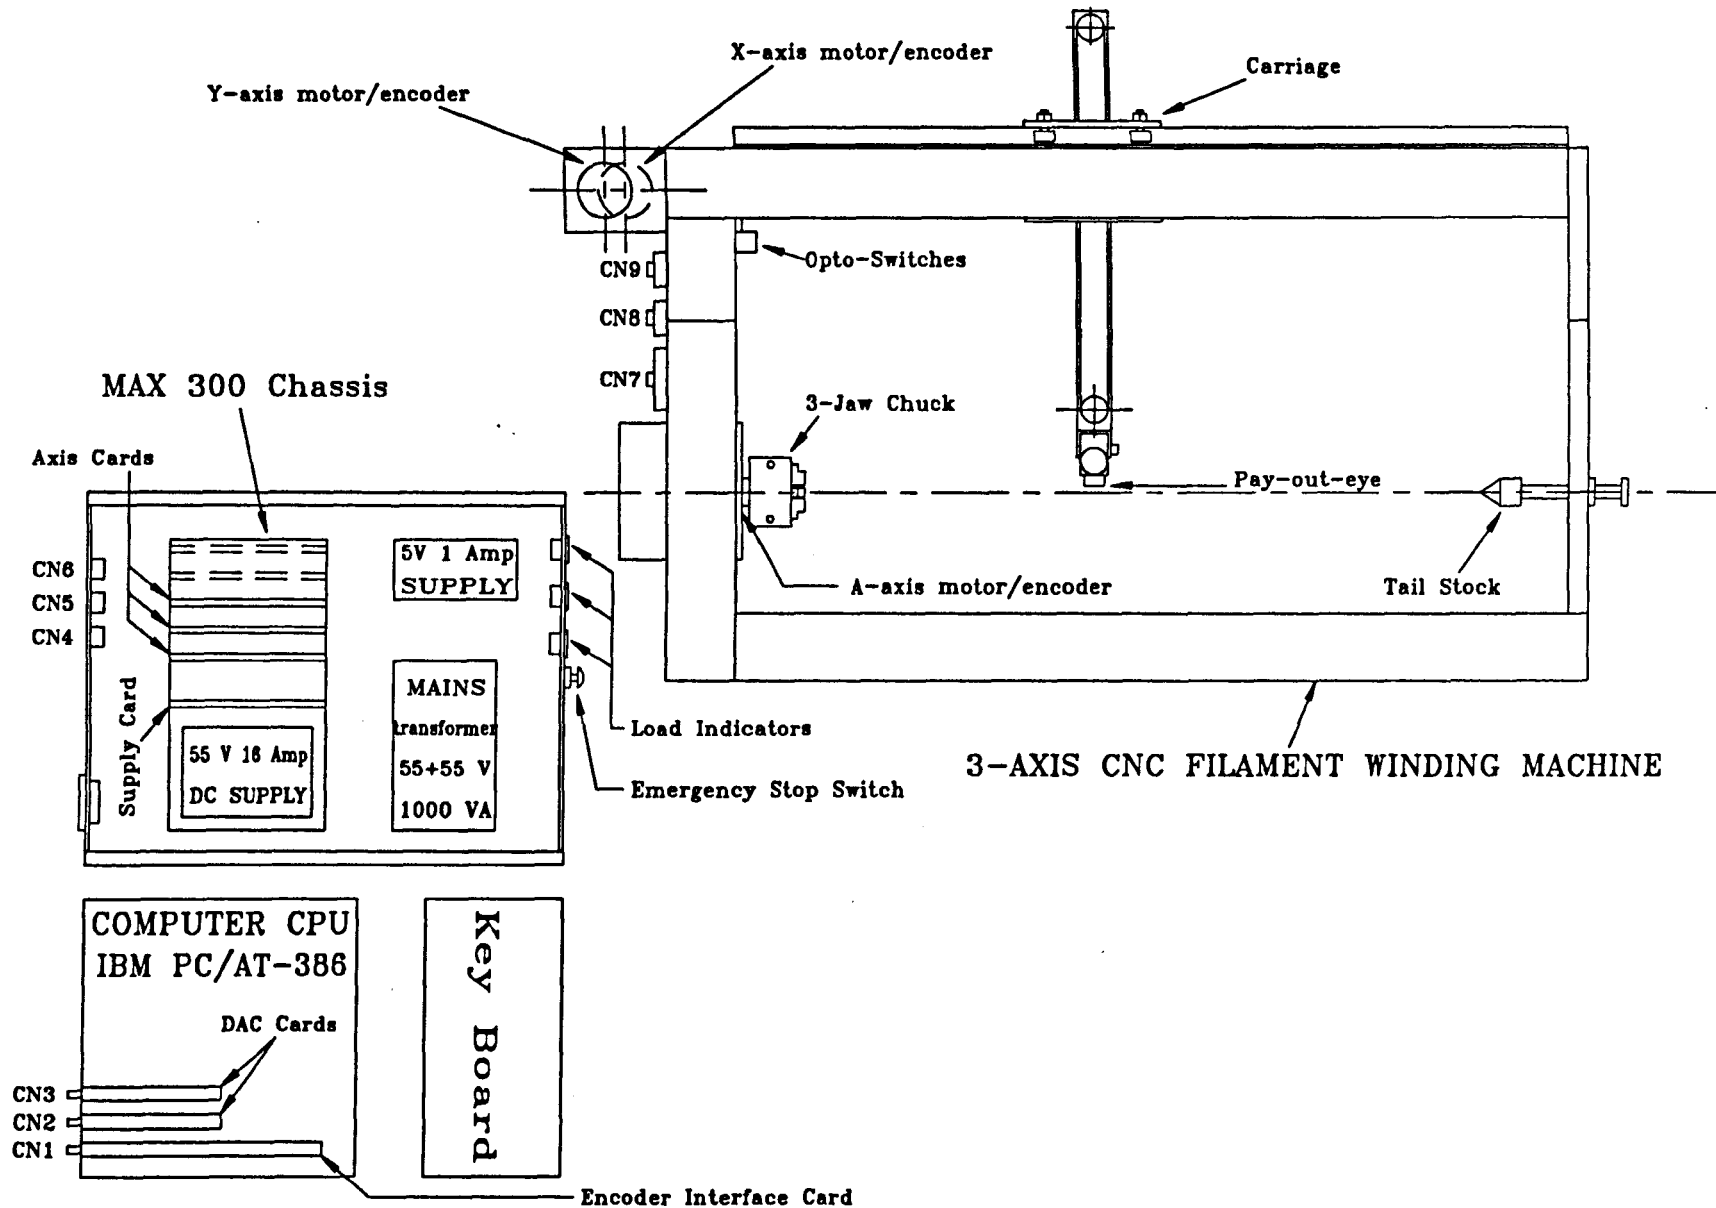 X-axis motor/encoder
Y-axis motor/encoder
Carriage
Opto-Switches
CN9
CN8
CN7
MAX 300 Chassis
3-Jaw Chuck
Axis Cards
Pay-out-eye
5V 1 Amp
SUPPLY
CN6
CN5
CN4
A-axis motor/encoder
Tail Stock
MAINS
transformer
55+55 V
1000 VA
Supply Card
55 V 16 Amp
DC SUPPLY
Load Indicators
Emergency Stop Switch
3-AXIS CNC FILAMENT WINDING MACHINE
COMPUTER CPU
IBM PC/AT-386
Key Board
DAC Cards
CN3
CN2
CN1
Encoder Interface Card